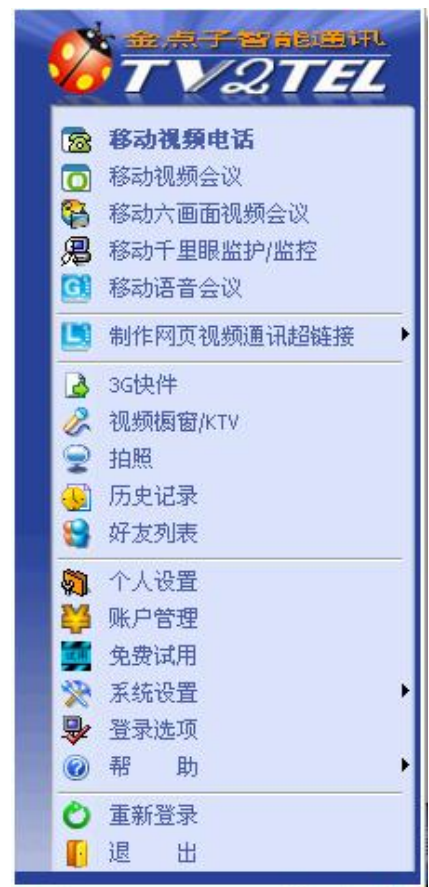 金点子智能通讯
TV2TEL
移动视频电话
移动视频会议
移动六画面视频会议
移动千里眼监护/监控
移动语音会议
制作网页视频通讯超链接
3G快件
视频橱窗/KTV
拍照
历史记录
好友列表
个人设置
账户管理
免费试用
系统设置
登录选项
帮 助
重新登录
退 出